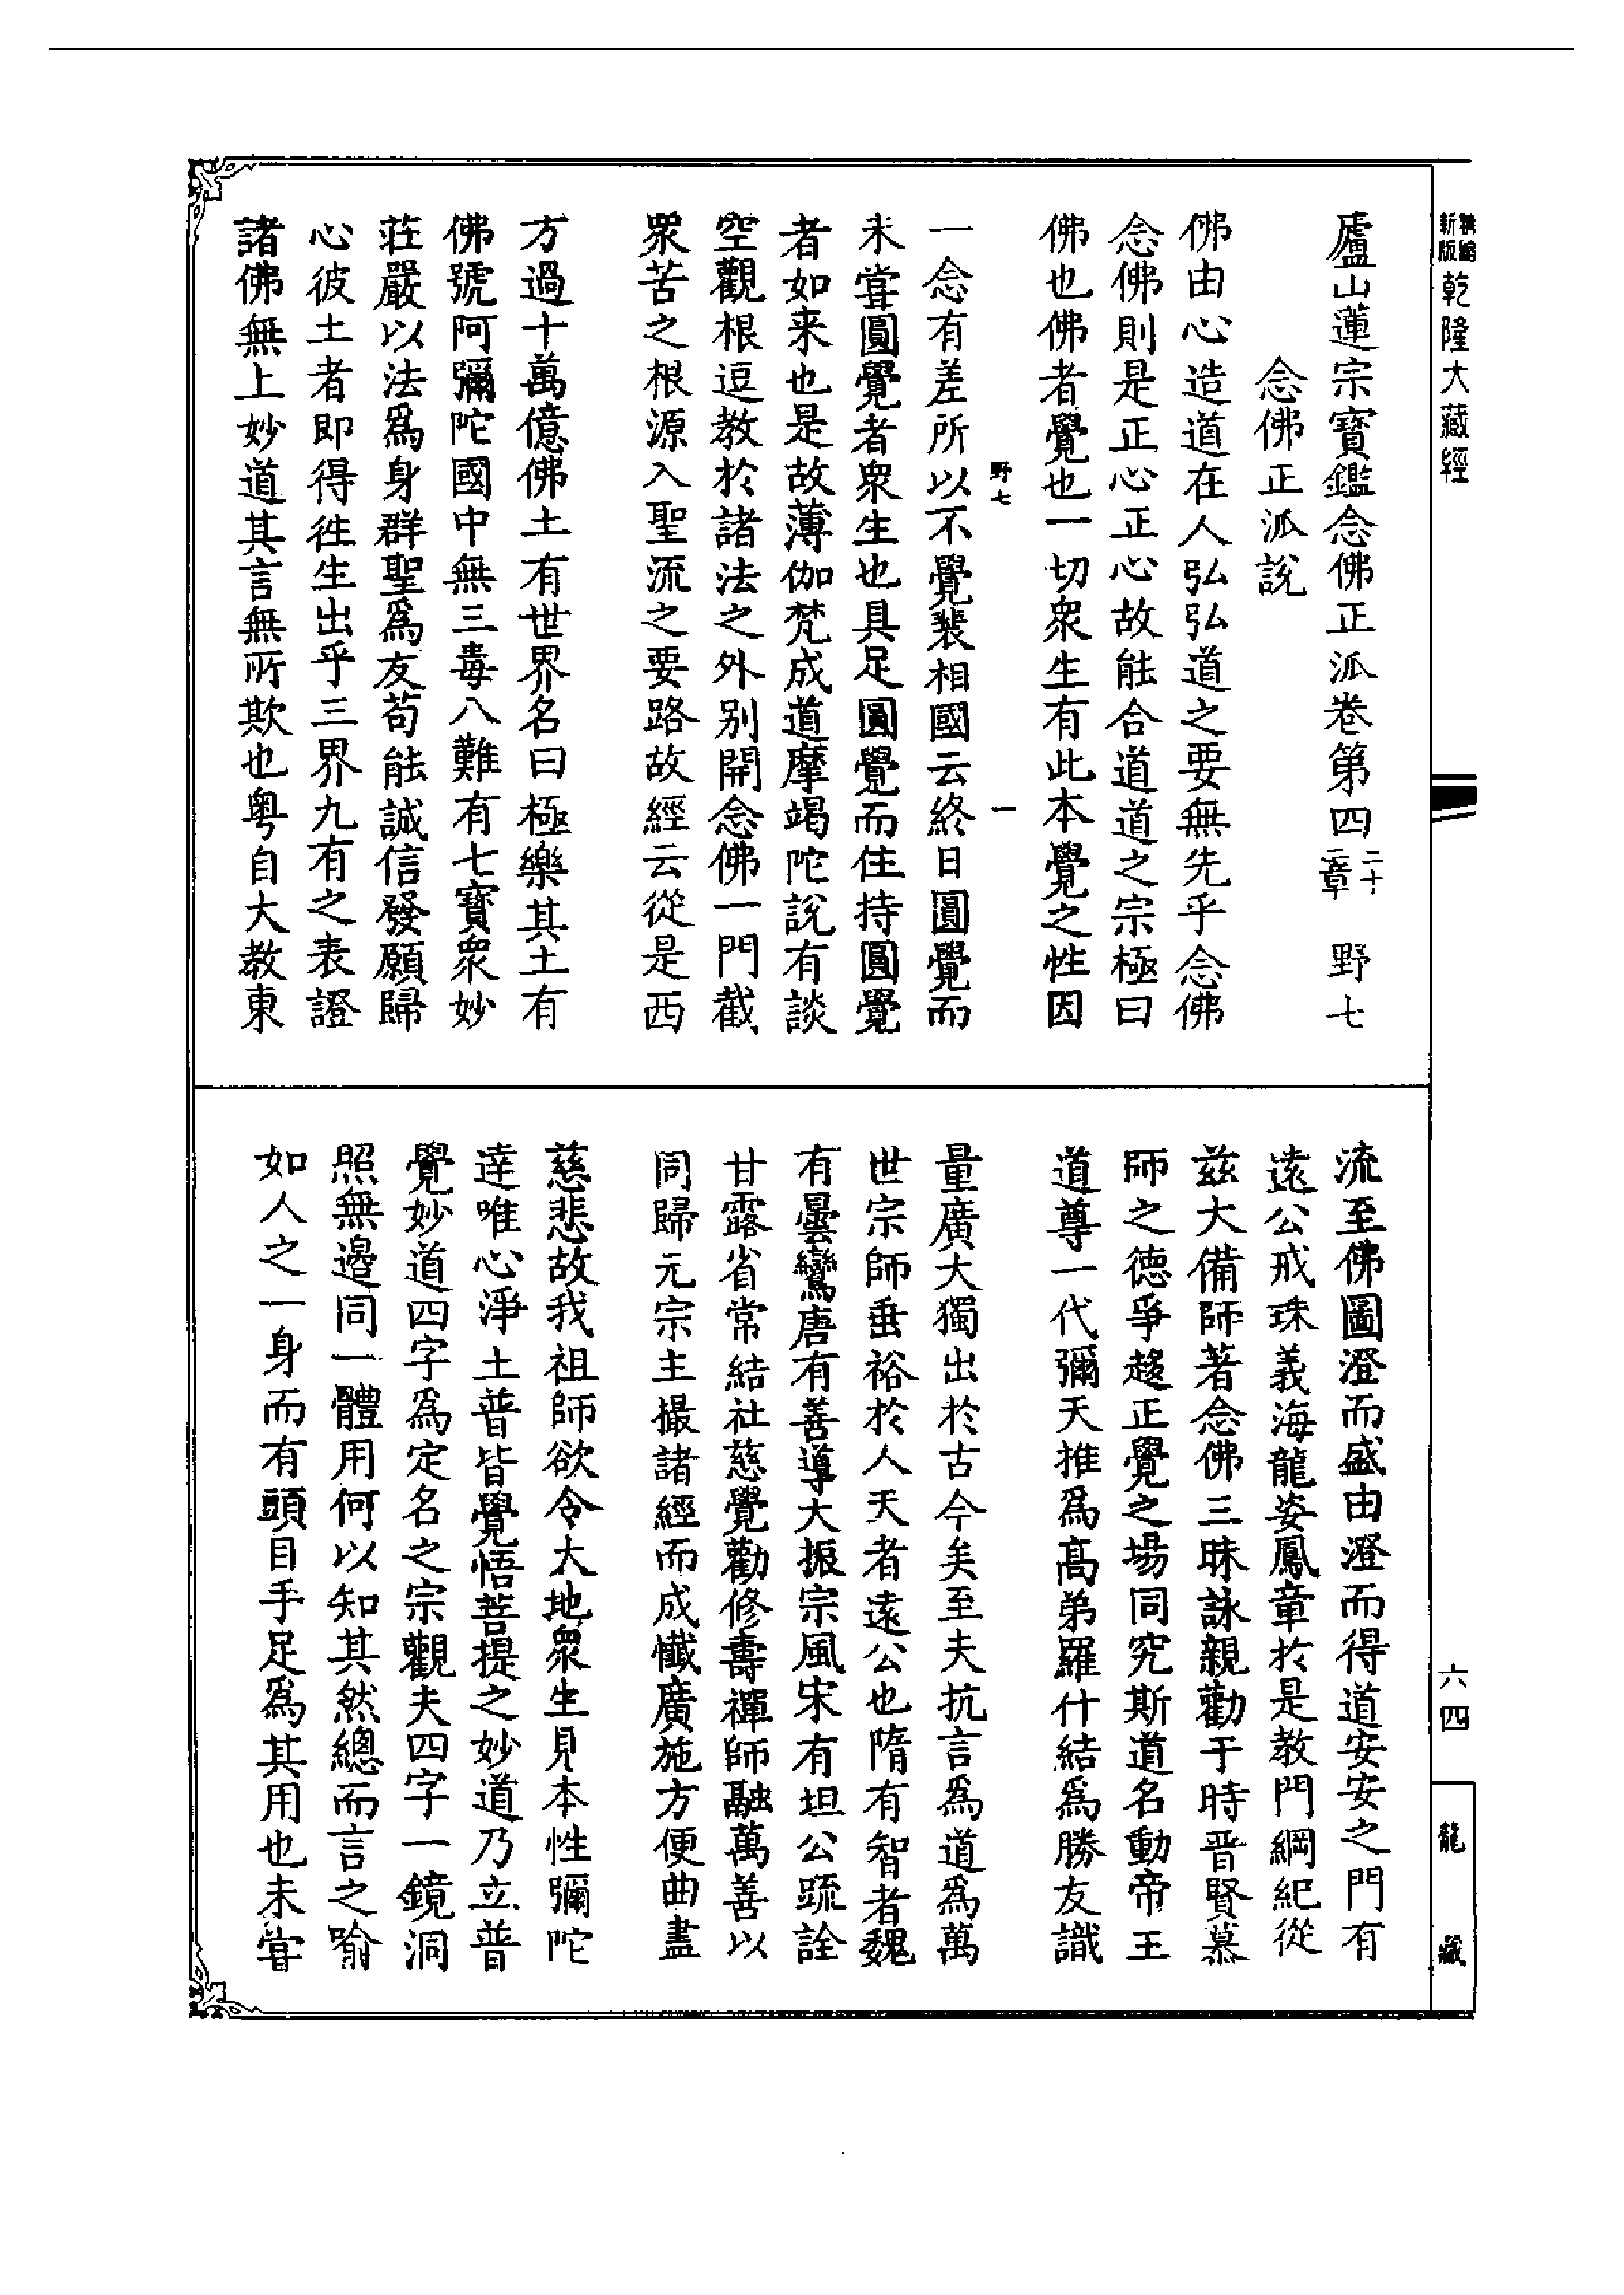 精縮新版乾隆大藏經
廬山蓮宗寶鑑念佛正派卷第四二十二章 野七
念佛正派說
佛由心造道在人弘弘道之要無先乎念佛
念佛則是正心正心故能合道道之宗極曰
佛也佛者覺也一切衆生有此本覺之性因
野七 一
一念有差所以不覺裴相國云終日圓覺而
未甞圓覺者衆生也具足圓覺而住持圓覺
者如来也是故薄伽梵成道摩竭陀說有談
空觀根逗教於諸法之外別開念佛一門截
衆苦之根源入聖流之要路故經云從是西
方過十萬億佛土有世界名曰極樂其土有
佛號阿彌陀國中無三毒八難有七寶衆妙
莊嚴以法爲身群聖爲友苟能誠信發願歸
心彼土者即得徃生出乎三界九有之表證
諸佛無上妙道其言無所欺也粤自大教東
流至佛圖澄而盛由澄而得道安安之門有
遠公戒珠義海龍姿鳳章於是教門綱紀從
兹大備師著念佛三昧詠親勸于時晉賢慕
師之德爭趍正覺之場同究斯道名動帝王
道尊一代彌天推爲髙弟羅什結爲勝友識
量廣大獨出於古今矣至夫抗言爲道爲萬
世宗師垂裕於人天者遠公也隋有智者魏
有曇鸞唐有善導大振宗風宋有坦公䟽詮
甘露省常結社慈覺勸修壽禪師融萬善以
同歸元宗主撮諸經而成懺廣施方便曲盡
慈悲故我祖師欲令大地衆生見本性彌陀
逹唯心淨土普皆覺悟菩提之妙道乃立普
覺妙道四字爲定名之宗觀夫四字一鏡洞
照無邉同一體用何以知其然總而言之喻
如人之一身而有頭目手足爲其用也未甞
六四
龍藏